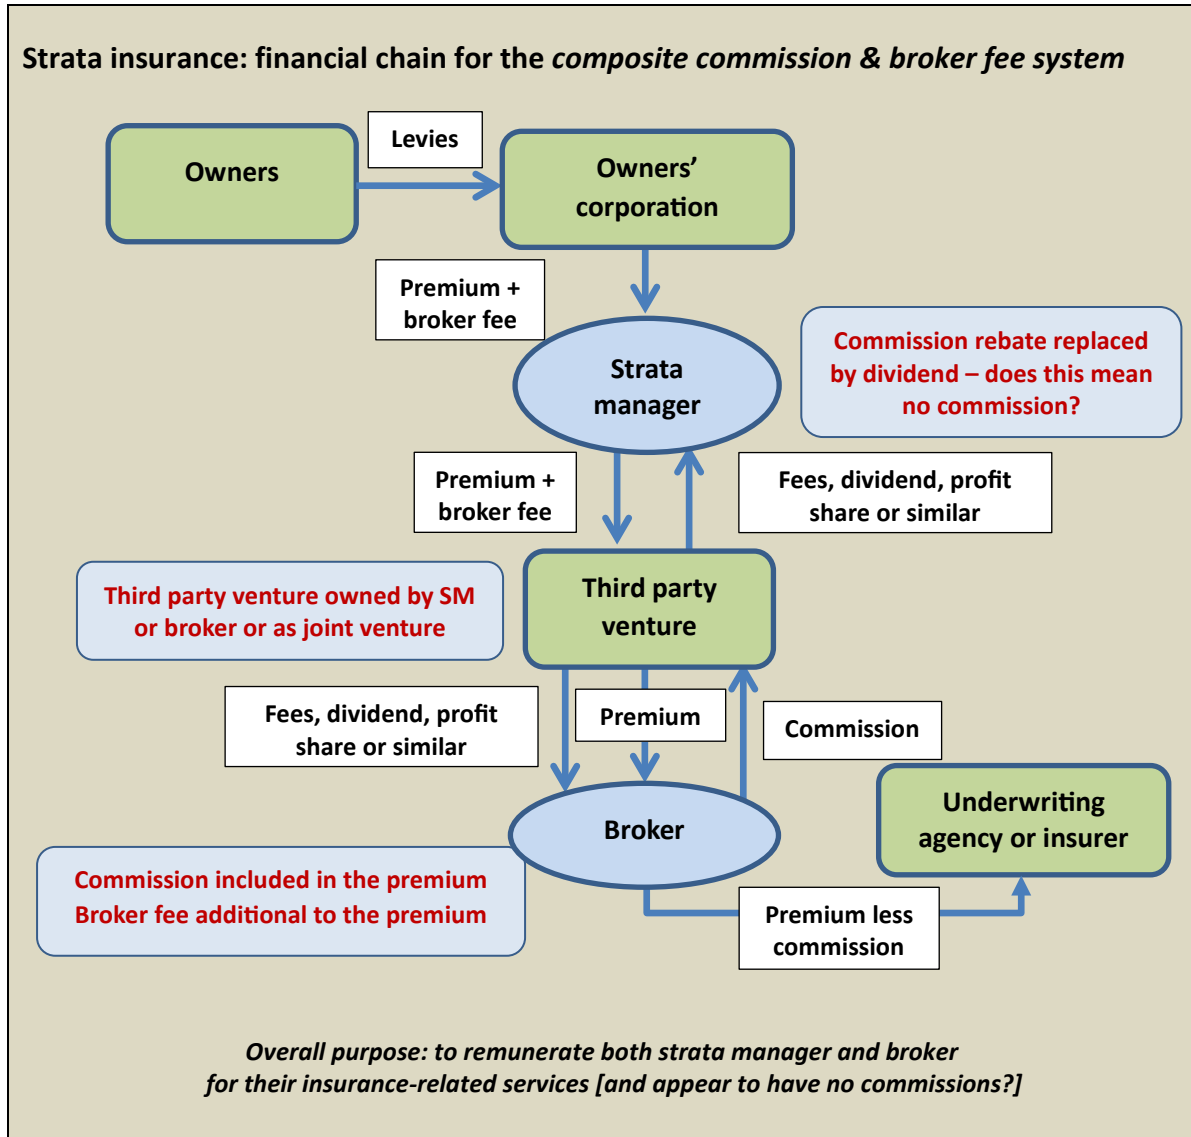 Strata insurance: financial chain for the composite commission & broker fee system
Levies
Owners
Owners’
corporation
Premium +
broker fee
Commission rebate replaced
by dividend – does this mean
no commission?
Strata
manager
Premium +
broker fee
Fees, dividend, profit
share or similar
Third party venture owned by SM
or broker or as joint venture
Third party
venture
Fees, dividend, profit
share or similar
Premium
Commission
Underwriting
agency or insurer
Broker
Commission included in the premium
Broker fee additional to the premium
Premium less
commission
Overall purpose: to remunerate both strata manager and broker
for their insurance-related services [and appear to have no commissions?]